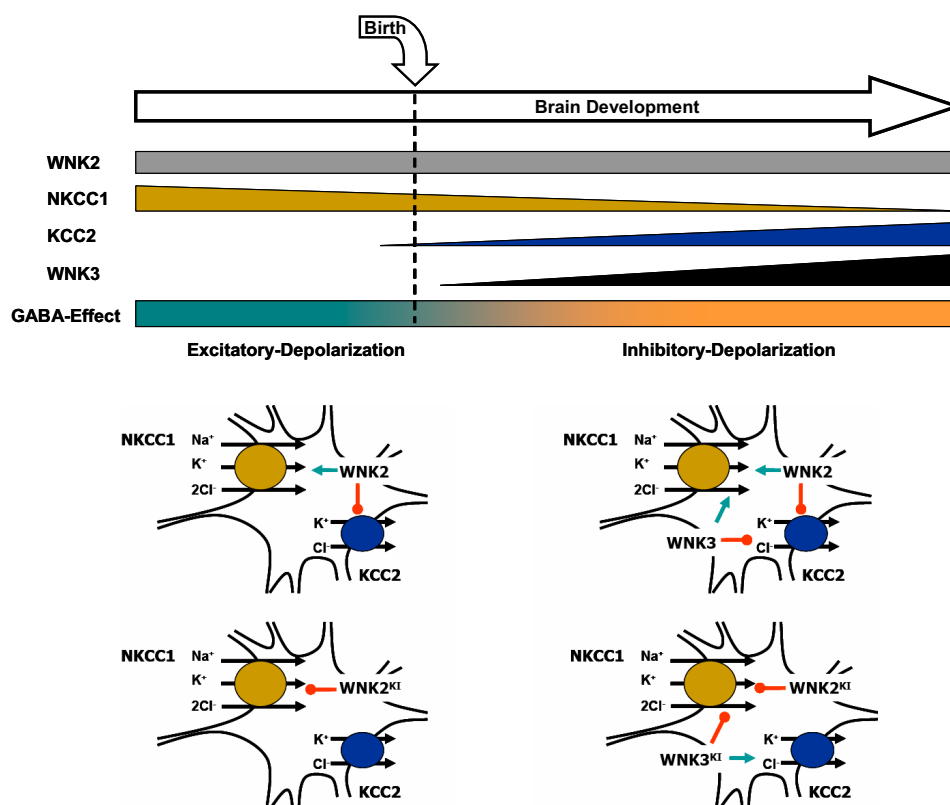 Birth
Brain Development
WNK2
NKCC1
KCC2
WNK3
GABA-Effect
Excitatory-Depolarization Inhibitory-Depolarization
NKCC1 Na⁺
K⁺
2Cl⁻
WNK2
K⁺
Cl⁻
KCC2
NKCC1 Na⁺
K⁺
2Cl⁻
WNK2
WNK3
K⁺
Cl⁻
KCC2
NKCC1 Na⁺
K⁺
2Cl⁻
WNK2ᴷᴵ
K⁺
Cl⁻
KCC2
NKCC1 Na⁺
K⁺
2Cl⁻
WNK2ᴷᴵ
WNK3ᴷᴵ
K⁺
Cl⁻
KCC2